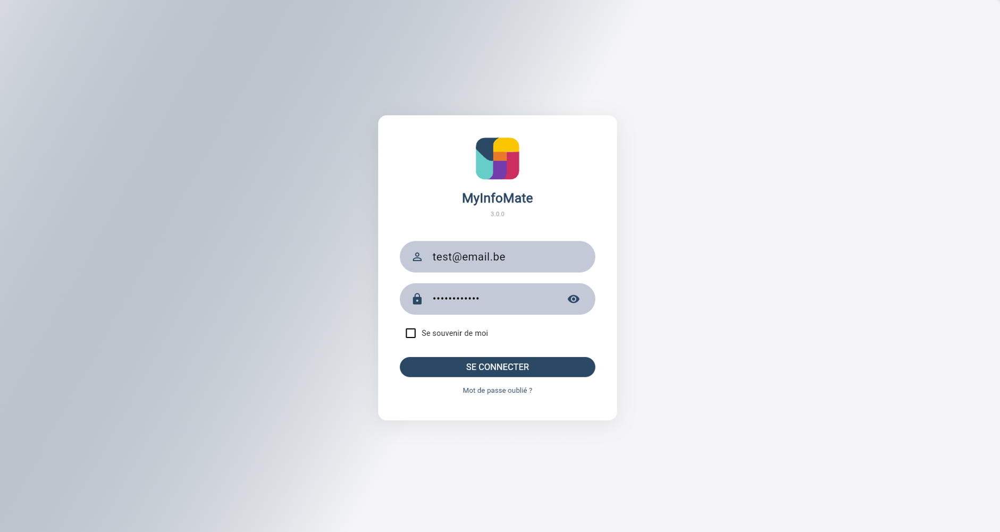 MyInfoMate
3.0.0
test@email.be
••••••••••••
Se souvenir de moi
SE CONNECTER
Mot de passe oublié ?